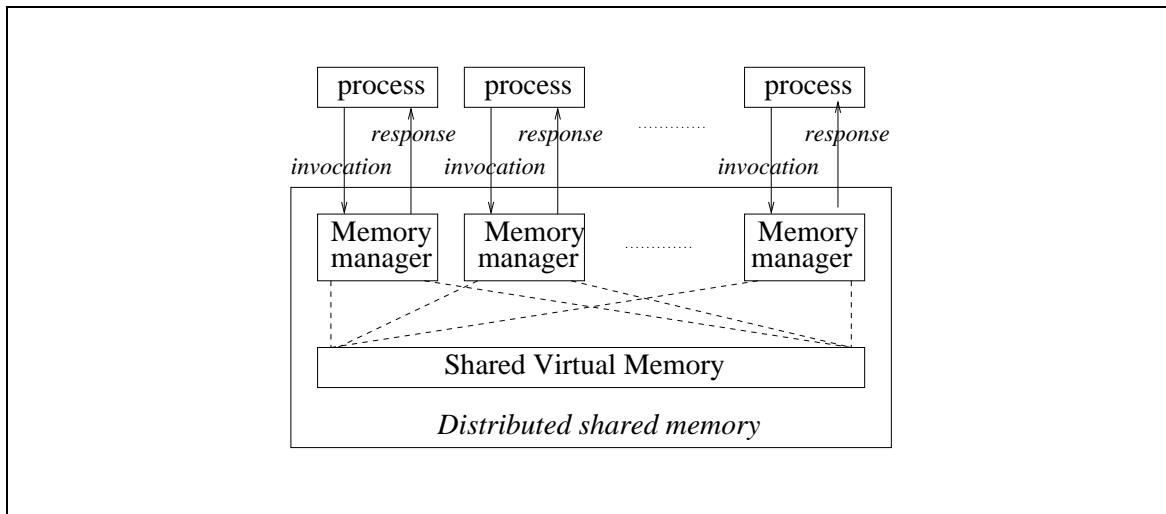 process process process
response response response
invocation invocation invocation
Memory Memory Memory
manager manager manager
Shared Virtual Memory
Distributed shared memory